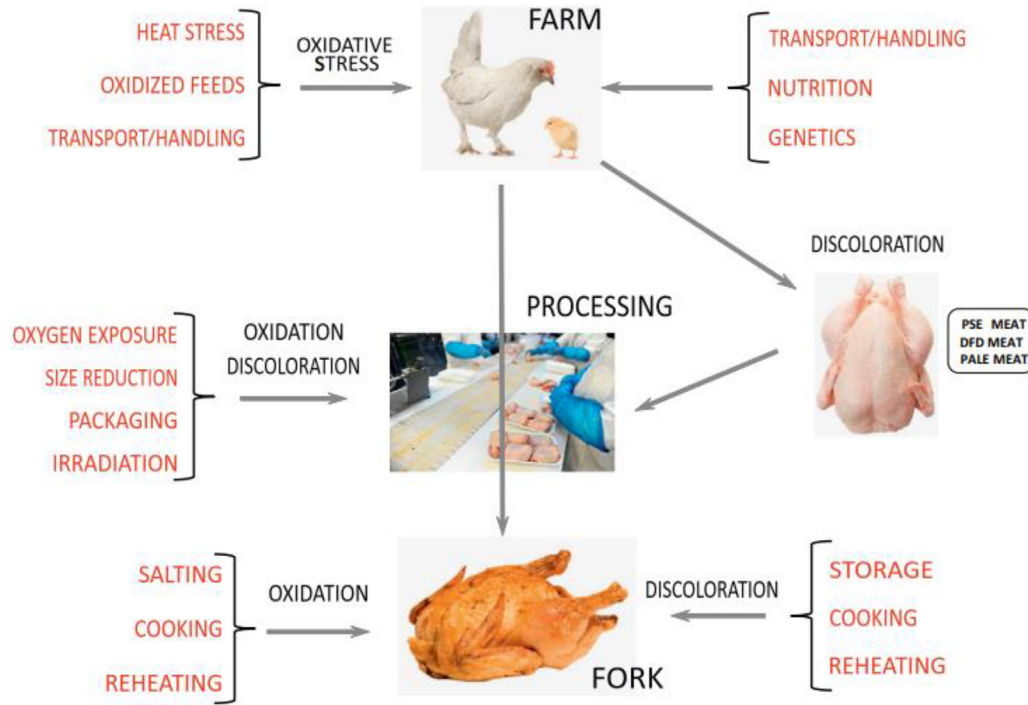 FARM
HEAT STRESS
OXIDIZED FEEDS
TRANSPORT/HANDLING
OXIDATIVE
STRESS
TRANSPORT/HANDLING
NUTRITION
GENETICS
DISCOLORATION
PSE MEAT
DFD MEAT
PALE MEAT
PROCESSING
OXYGEN EXPOSURE
SIZE REDUCTION
PACKAGING
IRRADIATION
OXIDATION
DISCOLORATION
SALTING
COOKING
REHEATING
OXIDATION
DISCOLORATION
STORAGE
COOKING
REHEATING
FORK